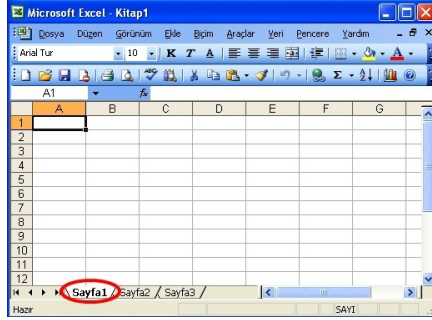 Microsoft Excel - Kitap1
Dosya Düzen Görünüm Ekle Biçim Araçlar Veri Pencere Yardım
Arial Tur 10 K T A
A1 fx
A B C D E F G
1
2
3
4
5
6
7
8
9
10
11
12
Sayfa1 Sayfa2 Sayfa3
Hazır SAYI